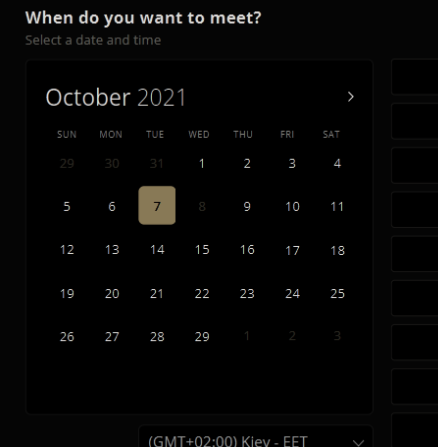 When do you want to meet?
Select a date and time
October 2021
SUN MON TUE WED THU FRI SAT
29 30 31 1 2 3 4
5 6 7 8 9 10 11
12 13 14 15 16 17 18
19 20 21 22 23 24 25
26 27 28 29 1 2 3
(GMT+02:00) Kiev - EET